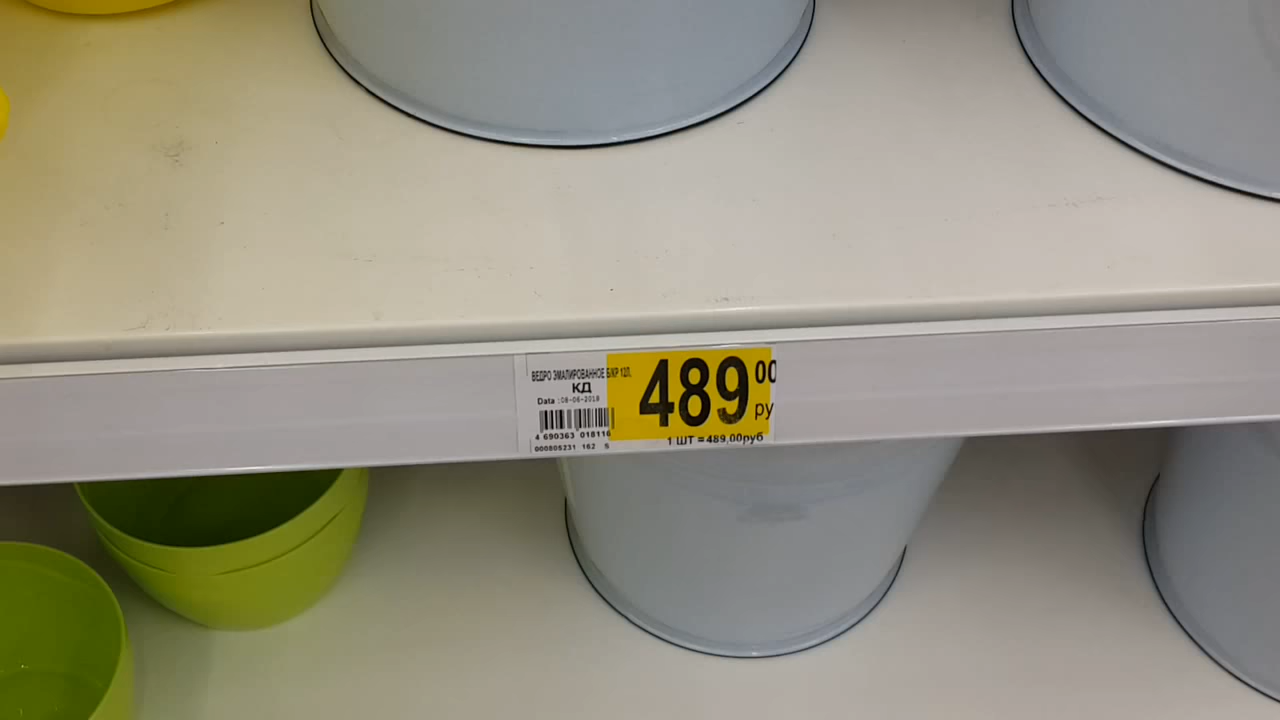 ВЕДРО ЭМАЛИРОВАННОЕ Б/КР 12Л.
КД
Data :08-06-2018
489 00
ру
4 690363 018116
1 ШТ = 489,00руб
000805231 162 S